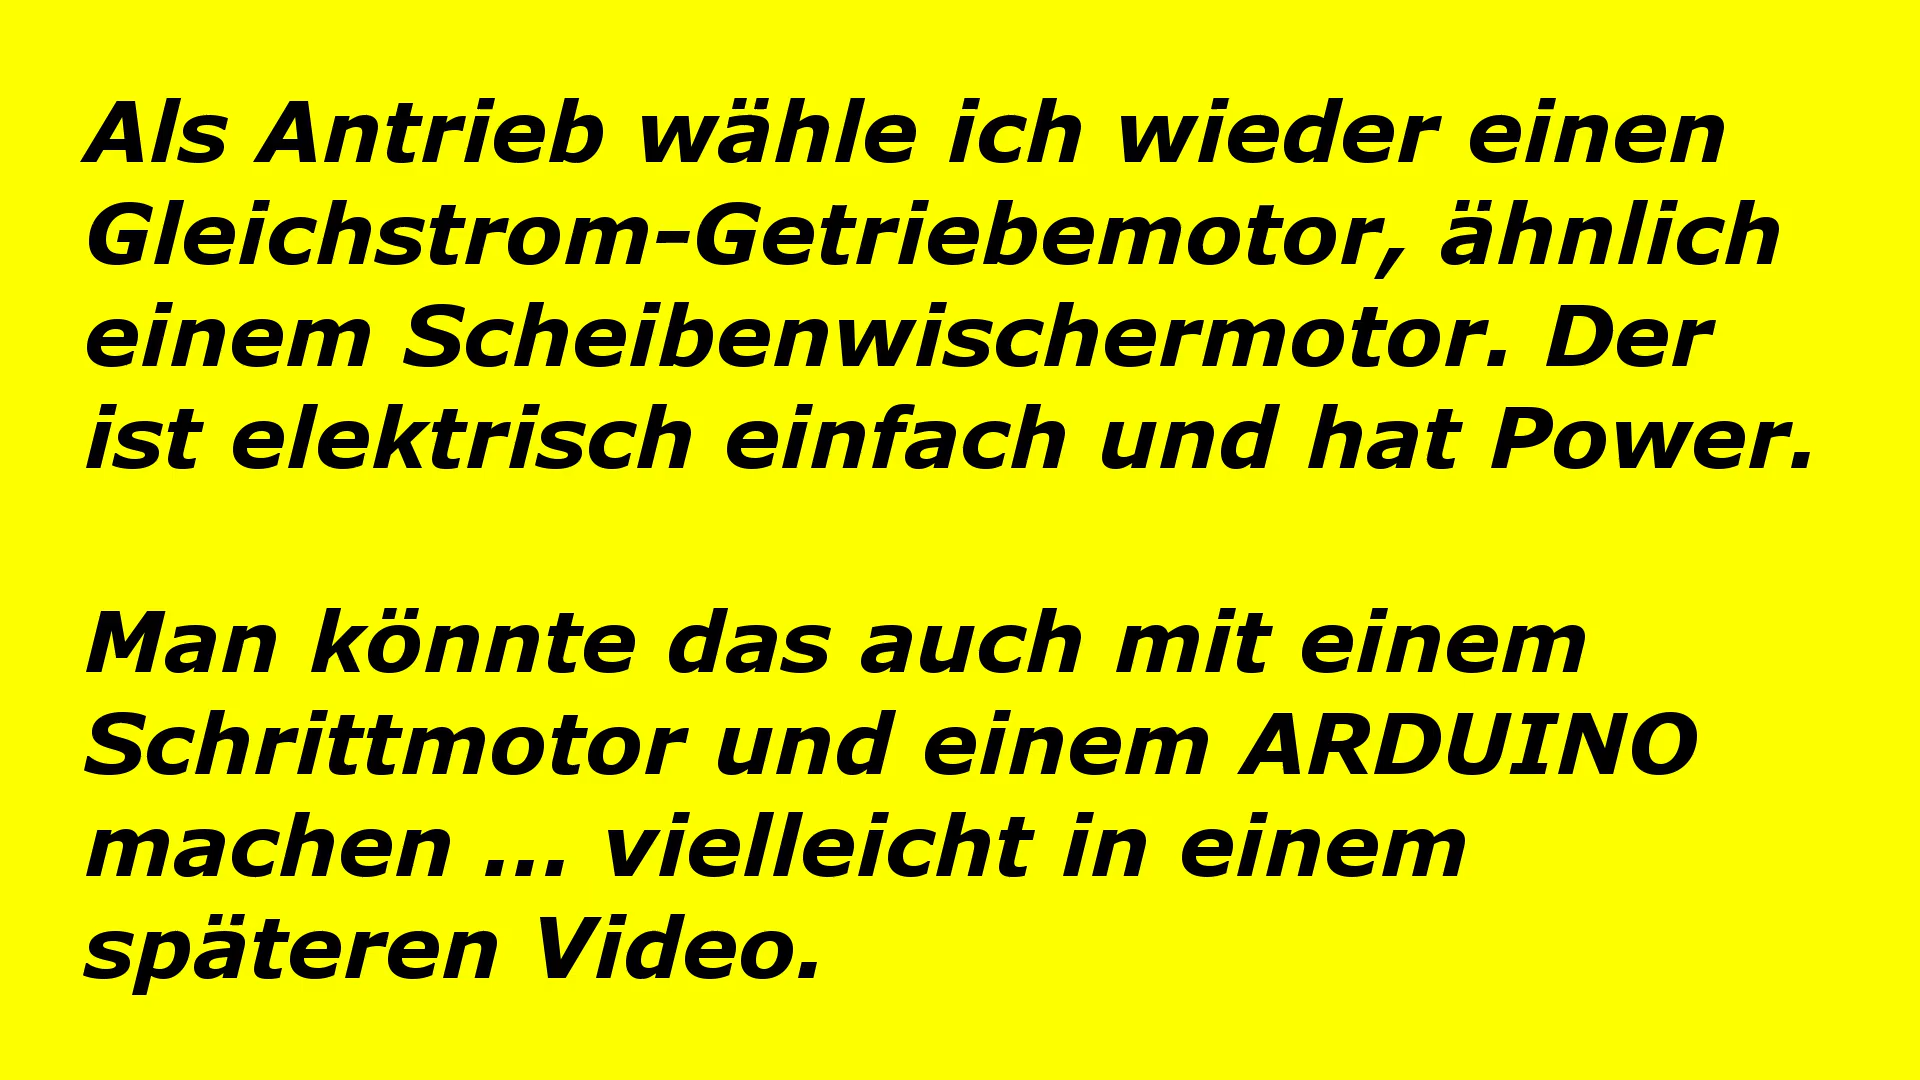 Als Antrieb wähle ich wieder einen
Gleichstrom-Getriebemotor, ähnlich
einem Scheibenwischermotor. Der
ist elektrisch einfach und hat Power.
Man könnte das auch mit einem
Schrittmotor und einem ARDUINO
machen ... vielleicht in einem
späteren Video.